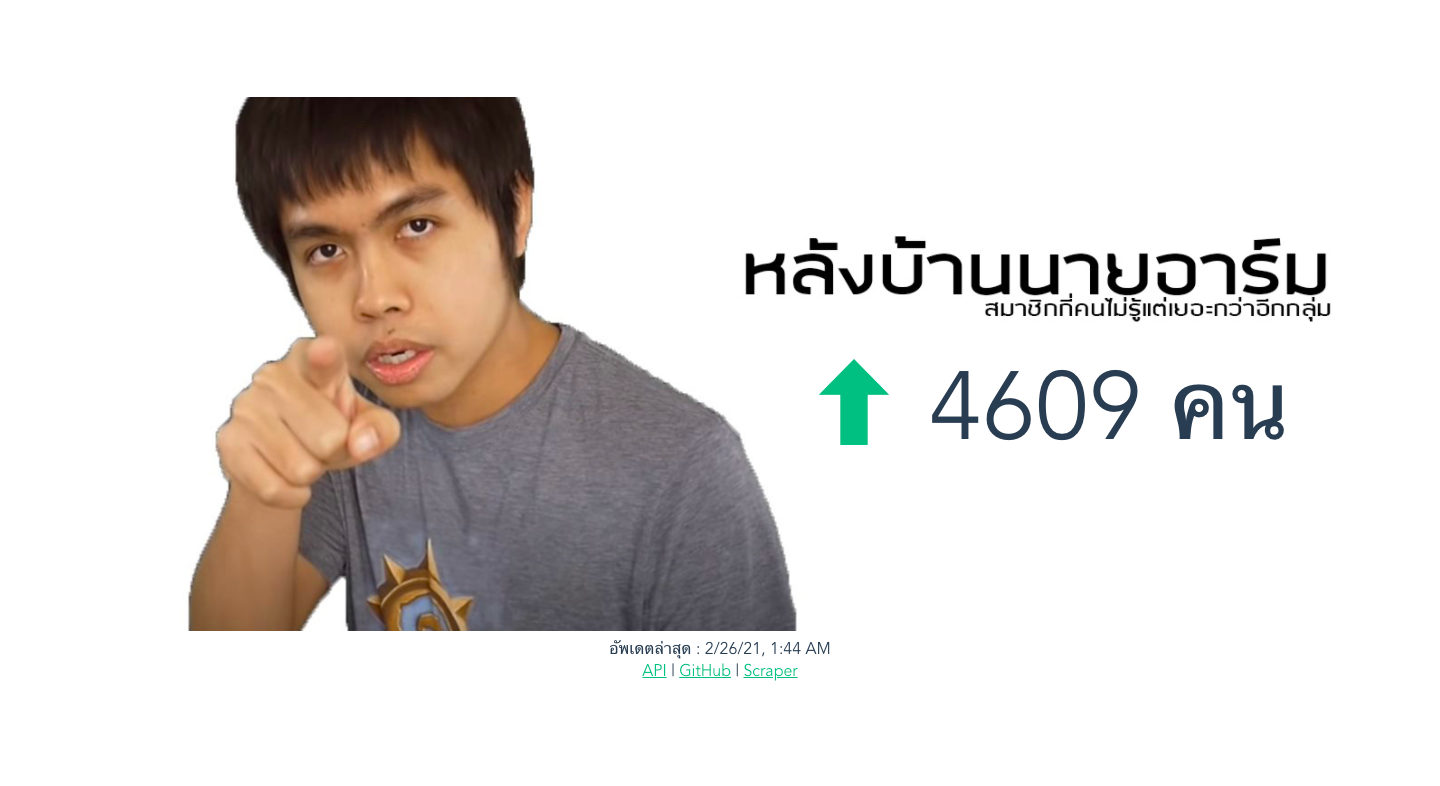 หลังบ้านนายอาร์ม
สมาชิกที่คนไม่รู้แต่เยอะกว่าอีกกลุ่ม
4609 คน
อัพเดตล่าสุด : 2/26/21, 1:44 AM
API | GitHub | Scraper